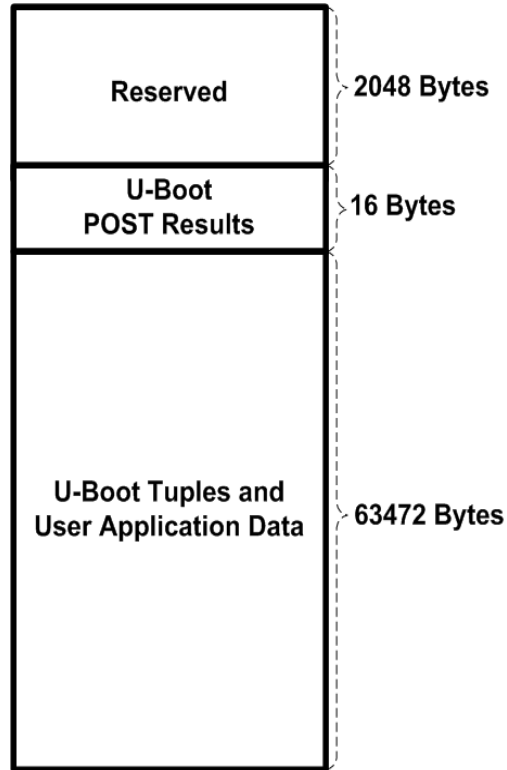 Reserved
2048 Bytes
U-Boot
POST Results
16 Bytes
U-Boot Tuples and
User Application Data
63472 Bytes